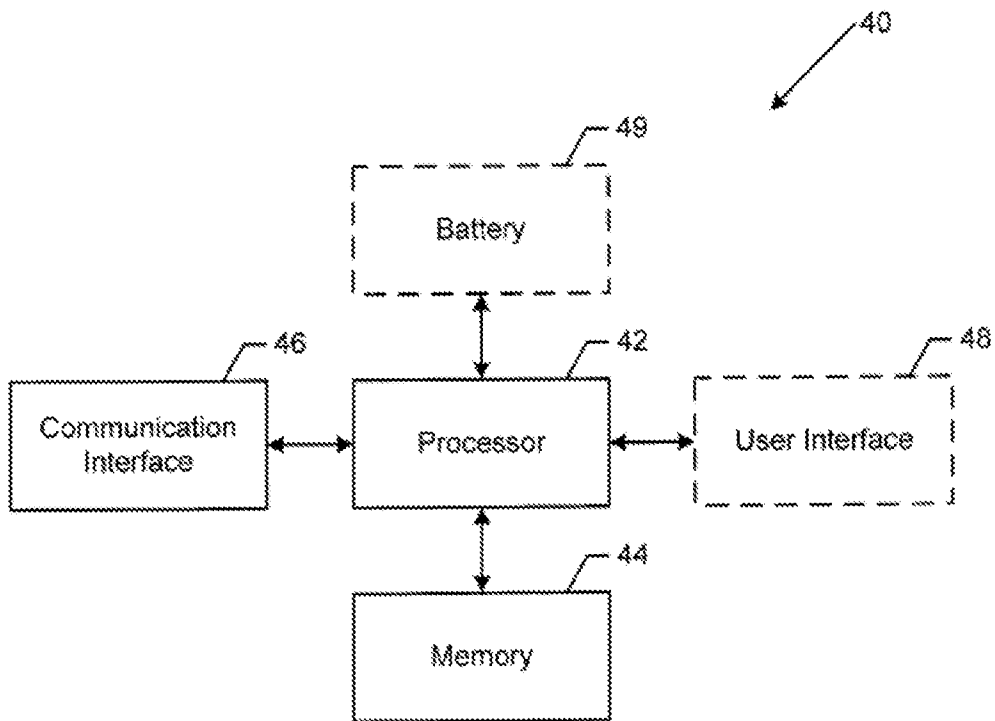 40
49
Battery
46
42
48
Communication
Interface
Processor
User Interface
44
Memory